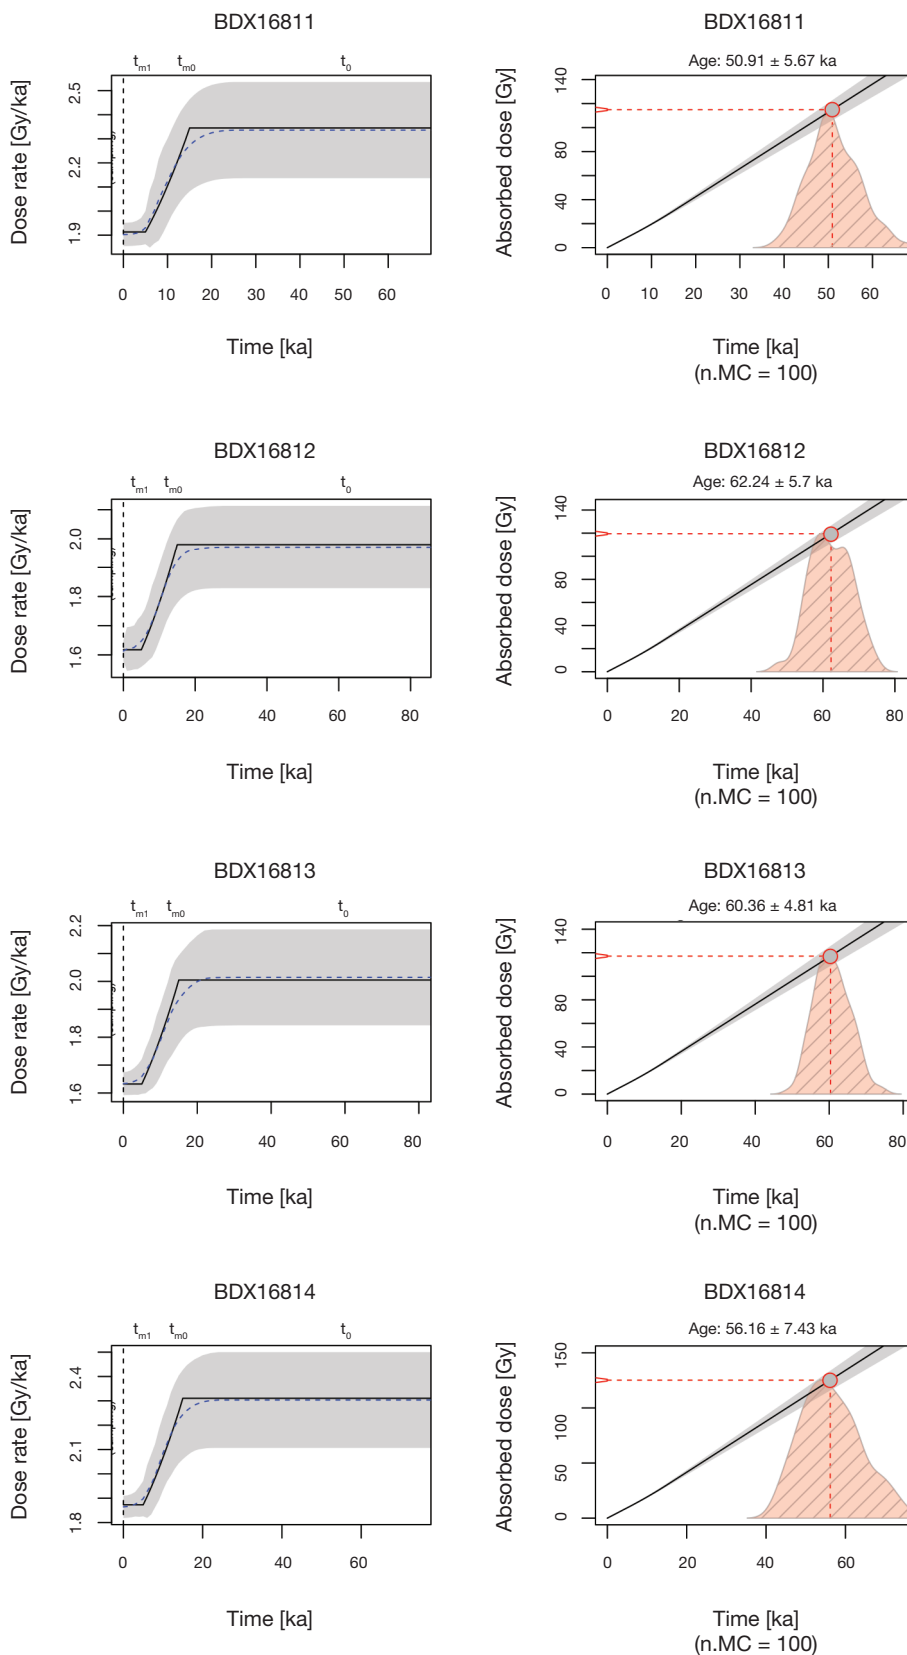 BDX16811
BDX16811
t_m1 t_m0 t_0
Age: 50.91 ± 5.67 ka
Dose rate [Gy/ka]
1.9 2.2 2.5
0 10 20 30 40 50 60
Time [ka]
Absorbed dose [Gy]
0 40 80 140
0 10 20 30 31 50 60
Time [ka]
(n.MC = 100)
BDX16812
BDX16812
t_m1 t_m0 t_0
Age: 62.24 ± 5.7 ka
Dose rate [Gy/ka]
1.6 1.8 2.0
0 20 40 60 80
Time [ka]
Absorbed dose [Gy]
0 40 80 140
0 20 40 60 80
Time [ka]
(n.MC = 100)
BDX16813
BDX16813
t_m1 t_m0 t_0
Age: 60.36 ± 4.81 ka
Dose rate [Gy/ka]
1.6 1.8 2.0 2.2
0 20 40 60 80
Time [ka]
Absorbed dose [Gy]
0 40 80 140
0 20 40 60 80
Time [ka]
(n.MC = 100)
BDX16814
BDX16814
t_m1 t_m0 t_0
Age: 56.16 ± 7.43 ka
Dose rate [Gy/ka]
1.8 2.1 2.4
0 20 40 60 80
Time [ka]
Absorbed dose [Gy]
0 50 100 150
0 20 40 60
Time [ka]
(n.MC = 100)